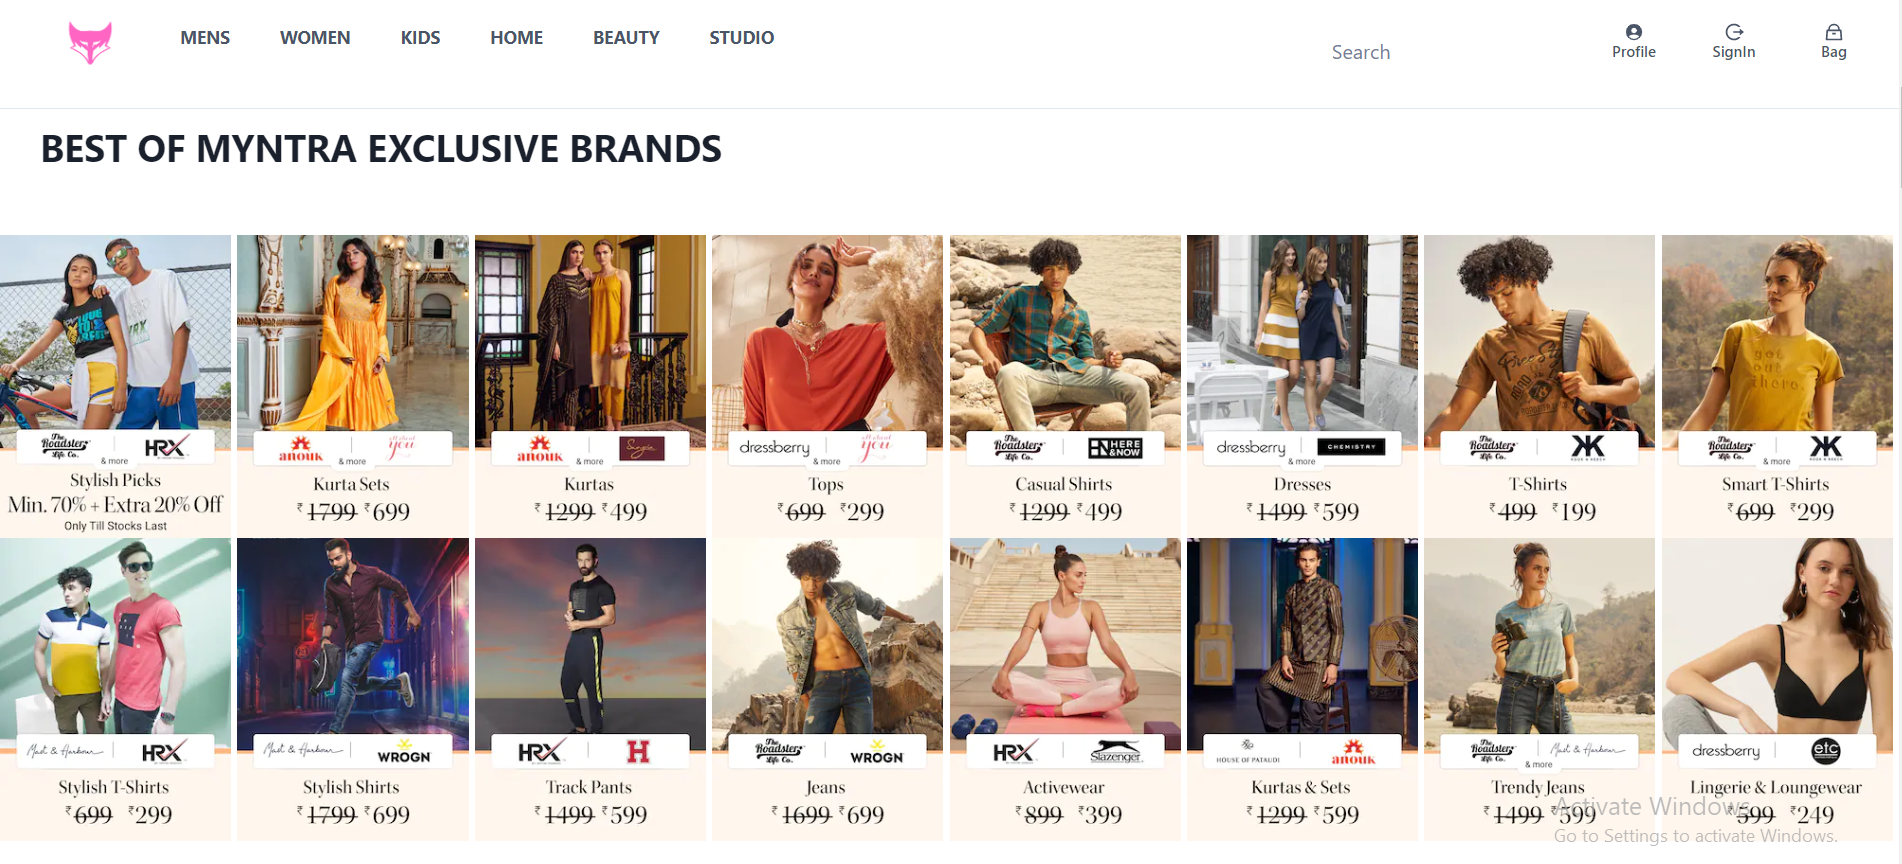 MENS WOMEN KIDS HOME BEAUTY STUDIO
Search
Profile SignIn Bag
BEST OF MYNTRA EXCLUSIVE BRANDS
got out there.
The Roadster Life Co. HRX
& more
Stylish Picks
Min. 70% + Extra 20% Off
Only Till Stocks Last
anouk all about you
& more
Kurta Sets
₹1799 ₹699
anouk Sangria
& more
Kurtas
₹1299 ₹499
dressberry all about you
& more
Tops
₹699 ₹299
The Roadster Life Co. HERE &NOW
Casual Shirts
₹1299 ₹499
dressberry CHEMISTRY
& more
Dresses
₹1499 ₹599
The Roadster Life Co. HOOK & KEECH
T-Shirts
₹499 ₹199
The Roadster Life Co. HOOK & KEECH
& more
Smart T-Shirts
₹699 ₹299
Mast & Harbour HRX
Stylish T-Shirts
₹699 ₹299
Mast & Harbour WROGN
Stylish Shirts
₹1799 ₹699
HRX H
Track Pants
₹1499 ₹599
The Roadster Life Co. WROGN
Jeans
₹1699 ₹699
HRX Slazenger
Activewear
₹899 ₹399
HOUSE OF PATAUDI anouk
Kurtas & Sets
₹1299 ₹599
The Roadster Life Co. Mast & Harbour
& more
Trendy Jeans
₹1499 ₹599
dressberry etc
Lingerie & Loungewear
₹599 ₹249
Activate Windows
Go to Settings to activate Windows.